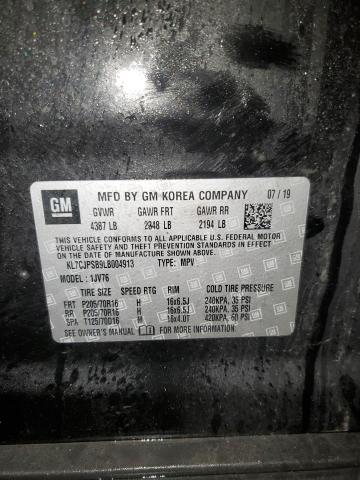 GM
MFD BY GM KOREA COMPANY 07/19
GVWR GAWR FRT GAWR RR
4387 LB 2048 LB 2194 LB
THIS VEHICLE CONFORMS TO ALL APPLICABLE U.S. FEDERAL MOTOR
VEHICLE SAFETY AND THEFT PREVENTION STANDARDS IN EFFECT
ON THE DATE OF MANUFACTURE SHOWN ABOVE.
KL7CJPSB9LB004913 TYPE: MPV
MODEL: 1JV76
TIRE SIZE SPEED RTG RIM COLD TIRE PRESSURE
FRT P205/70R16 H 16x6.5J 240KPA, 35 PSI
RR P205/70R16 H 16x6.5J 240KPA, 35 PSI
SPA T125/70D16 M 16x4.0T 420KPA, 60 PSI
SEE OWNER'S MANUAL FOR MORE INFORMATION.